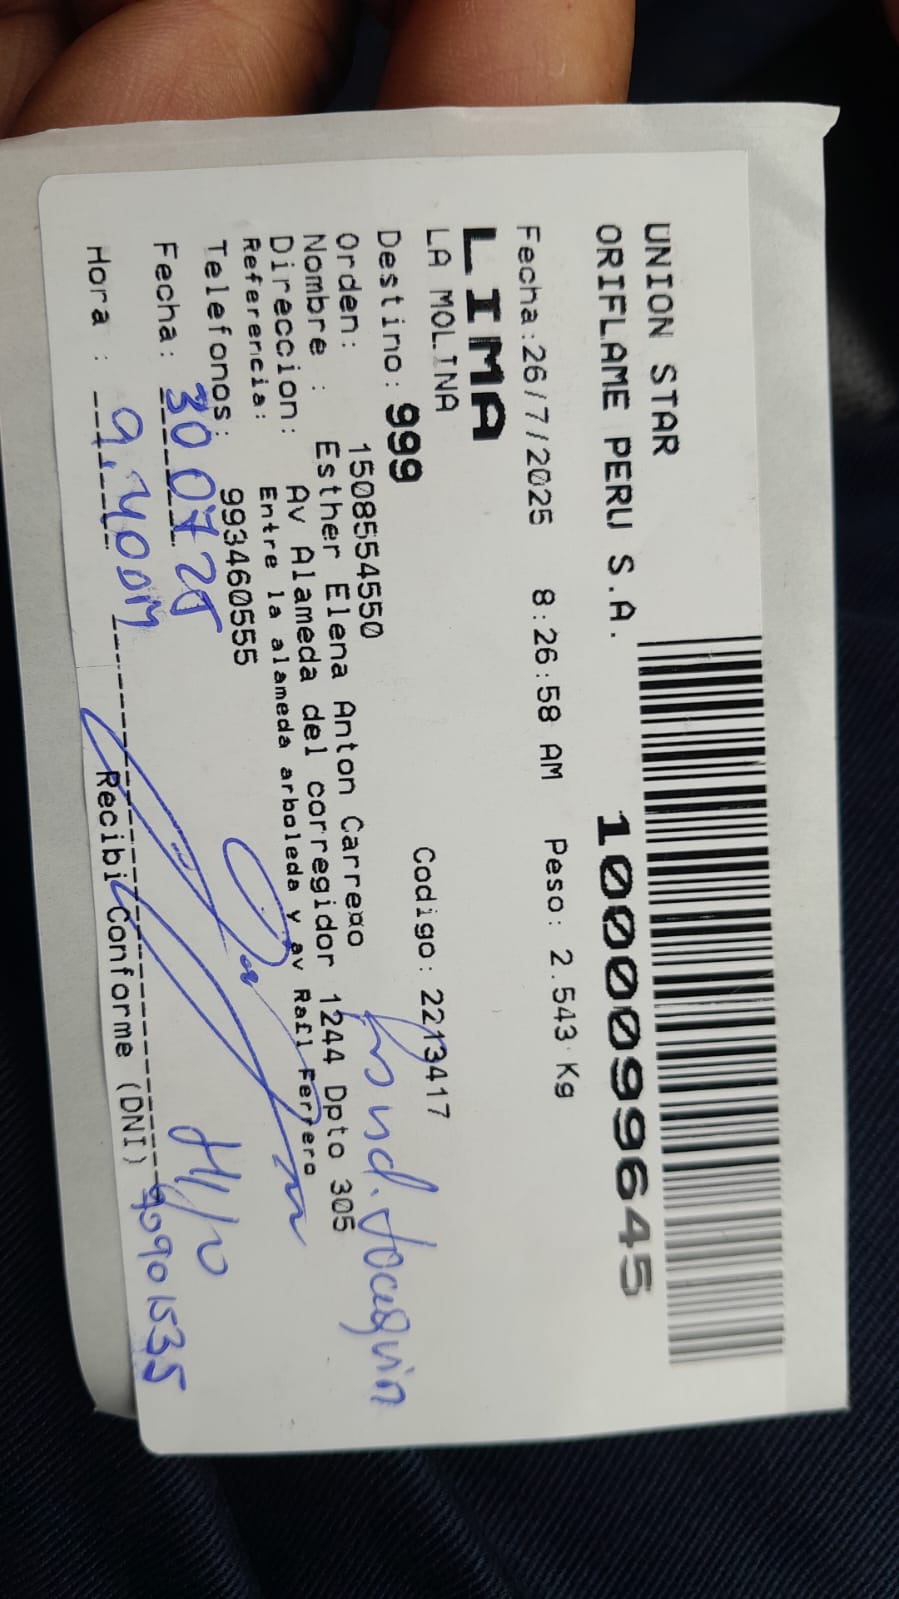 UNION STAR
ORIFLAME PERU S.A. 1000099645
Fecha:26/7/2025 8:26:58 AM Peso: 2.543 Kg
LIMA
LA MOLINA
Destino: 999 Codigo: 2213417
Orden: 1508554550
Nombre : Esther Elena Anton Carreño
Direccion: Av Alameda del corregidor 1244 Dpto 305
Referencia: Entre la alameda arboleda y av Rafl Ferrero
Telefonos: 993460555
Fecha: 30 07 25
Hora : 9:40am
Recibi Conforme (DNI) 90901535
Joaquin